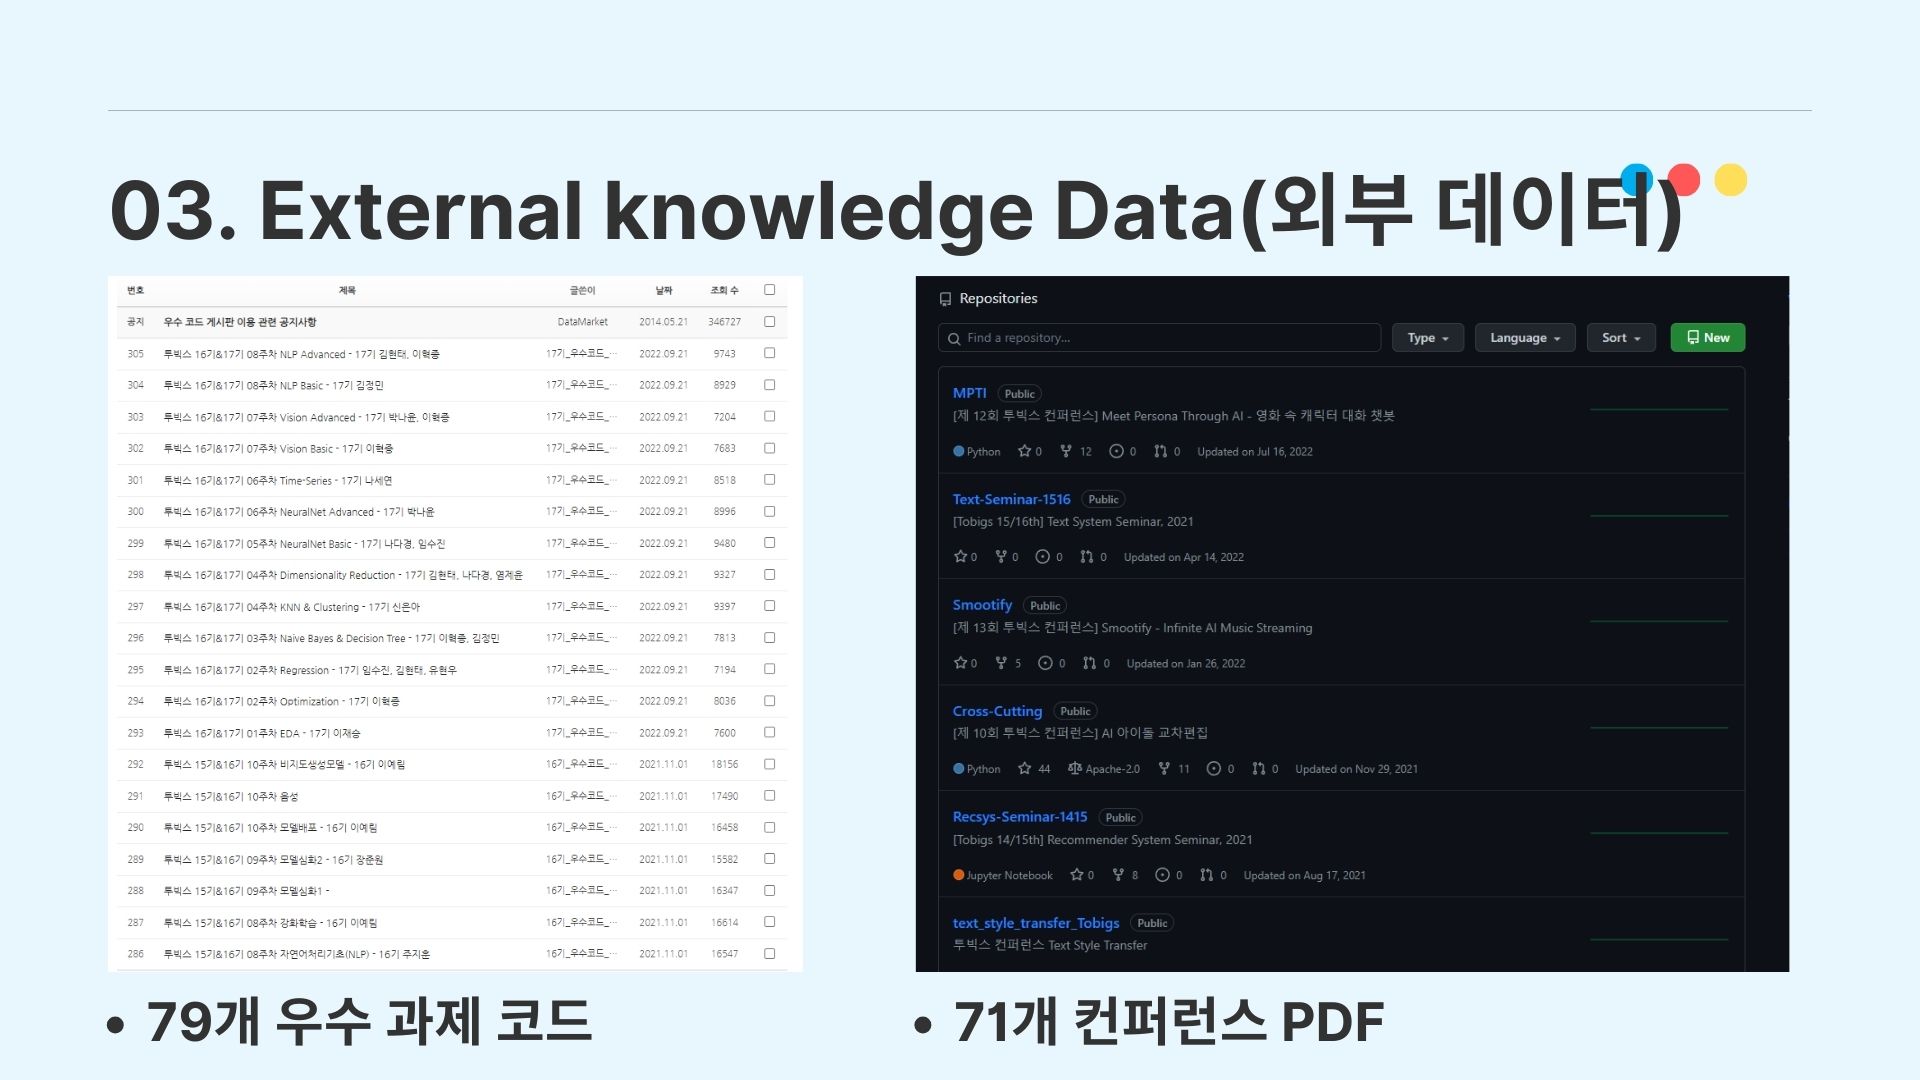 03. External knowledge Data(외부 데이터)
번호 제목 글쓴이 날짜 조회 수
공지 우수 코드 게시판 이용 관련 공지사항 DataMarket 2014.05.21 346727
305 투빅스 16기&17기 08주차 NLP Advanced - 17기 김현태, 이혁종 17기_우수코드_… 2022.09.21 9743
304 투빅스 16기&17기 08주차 NLP Basic - 17기 김정민 17기_우수코드_… 2022.09.21 8929
303 투빅스 16기&17기 07주차 Vision Advanced - 17기 박나윤, 이혁종 17기_우수코드_… 2022.09.21 7204
302 투빅스 16기&17기 07주차 Vision Basic - 17기 이혁종 17기_우수코드_… 2022.09.21 7683
301 투빅스 16기&17기 06주차 Time-Series - 17기 나세연 17기_우수코드_… 2022.09.21 8518
300 투빅스 16기&17기 06주차 NeuralNet Advanced - 17기 박나윤 17기_우수코드_… 2022.09.21 8996
299 투빅스 16기&17기 05주차 NeuralNet Basic - 17기 나다경, 임수진 17기_우수코드_… 2022.09.21 9480
298 투빅스 16기&17기 04주차 Dimensionality Reduction - 17기 김현태, 나다경, 염제윤 17기_우수코드_… 2022.09.21 9327
297 투빅스 16기&17기 04주차 KNN & Clustering - 17기 신은아 17기_우수코드_… 2022.09.21 9397
296 투빅스 16기&17기 03주차 Naive Bayes & Decision Tree - 17기 이혁종, 김정민 17기_우수코드_… 2022.09.21 7813
295 투빅스 16기&17기 02주차 Regression - 17기 임수진, 김현태, 유현우 17기_우수코드_… 2022.09.21 7194
294 투빅스 16기&17기 02주차 Optimization - 17기 이혁종 17기_우수코드_… 2022.09.21 8036
293 투빅스 16기&17기 01주차 EDA - 17기 이재승 17기_우수코드_… 2022.09.21 7600
292 투빅스 15기&16기 10주차 비지도생성모델 - 16기 이예림 16기_우수코드_… 2021.11.01 18156
291 투빅스 15기&16기 10주차 음성 16기_우수코드_… 2021.11.01 17490
290 투빅스 15기&16기 10주차 모델배포 - 16기 이예림 16기_우수코드_… 2021.11.01 16458
289 투빅스 15기&16기 09주차 모델심화2 - 16기 장준원 16기_우수코드_… 2021.11.01 15582
288 투빅스 15기&16기 09주차 모델심화1 - 16기_우수코드_… 2021.11.01 16347
287 투빅스 15기&16기 08주차 강화학습 - 16기 이예림 16기_우수코드_… 2021.11.01 16614
286 투빅스 15기&16기 08주차 자연어처리기초(NLP) - 16기 주지훈 16기_우수코드_… 2021.11.01 16547
• 79개 우수 과제 코드
Repositories
Find a repository... Type Language Sort New
MPTI Public
[제 12회 투빅스 컨퍼런스] Meet Persona Through AI - 영화 속 캐릭터 대화 챗봇
Python 0 12 0 0 Updated on Jul 16, 2022
Text-Seminar-1516 Public
[Tobigs 15/16th] Text System Seminar, 2021
0 0 0 0 Updated on Apr 14, 2022
Smootify Public
[제 13회 투빅스 컨퍼런스] Smootify - Infinite AI Music Streaming
0 5 0 0 Updated on Jan 26, 2022
Cross-Cutting Public
[제 10회 투빅스 컨퍼런스] AI 아이돌 교차편집
Python 44 Apache-2.0 11 0 0 Updated on Nov 29, 2021
Recsys-Seminar-1415 Public
[Tobigs 14/15th] Recommender System Seminar, 2021
Jupyter Notebook 0 8 0 0 Updated on Aug 17, 2021
text_style_transfer_Tobigs Public
투빅스 컨퍼런스 Text Style Transfer
• 71개 컨퍼런스 PDF